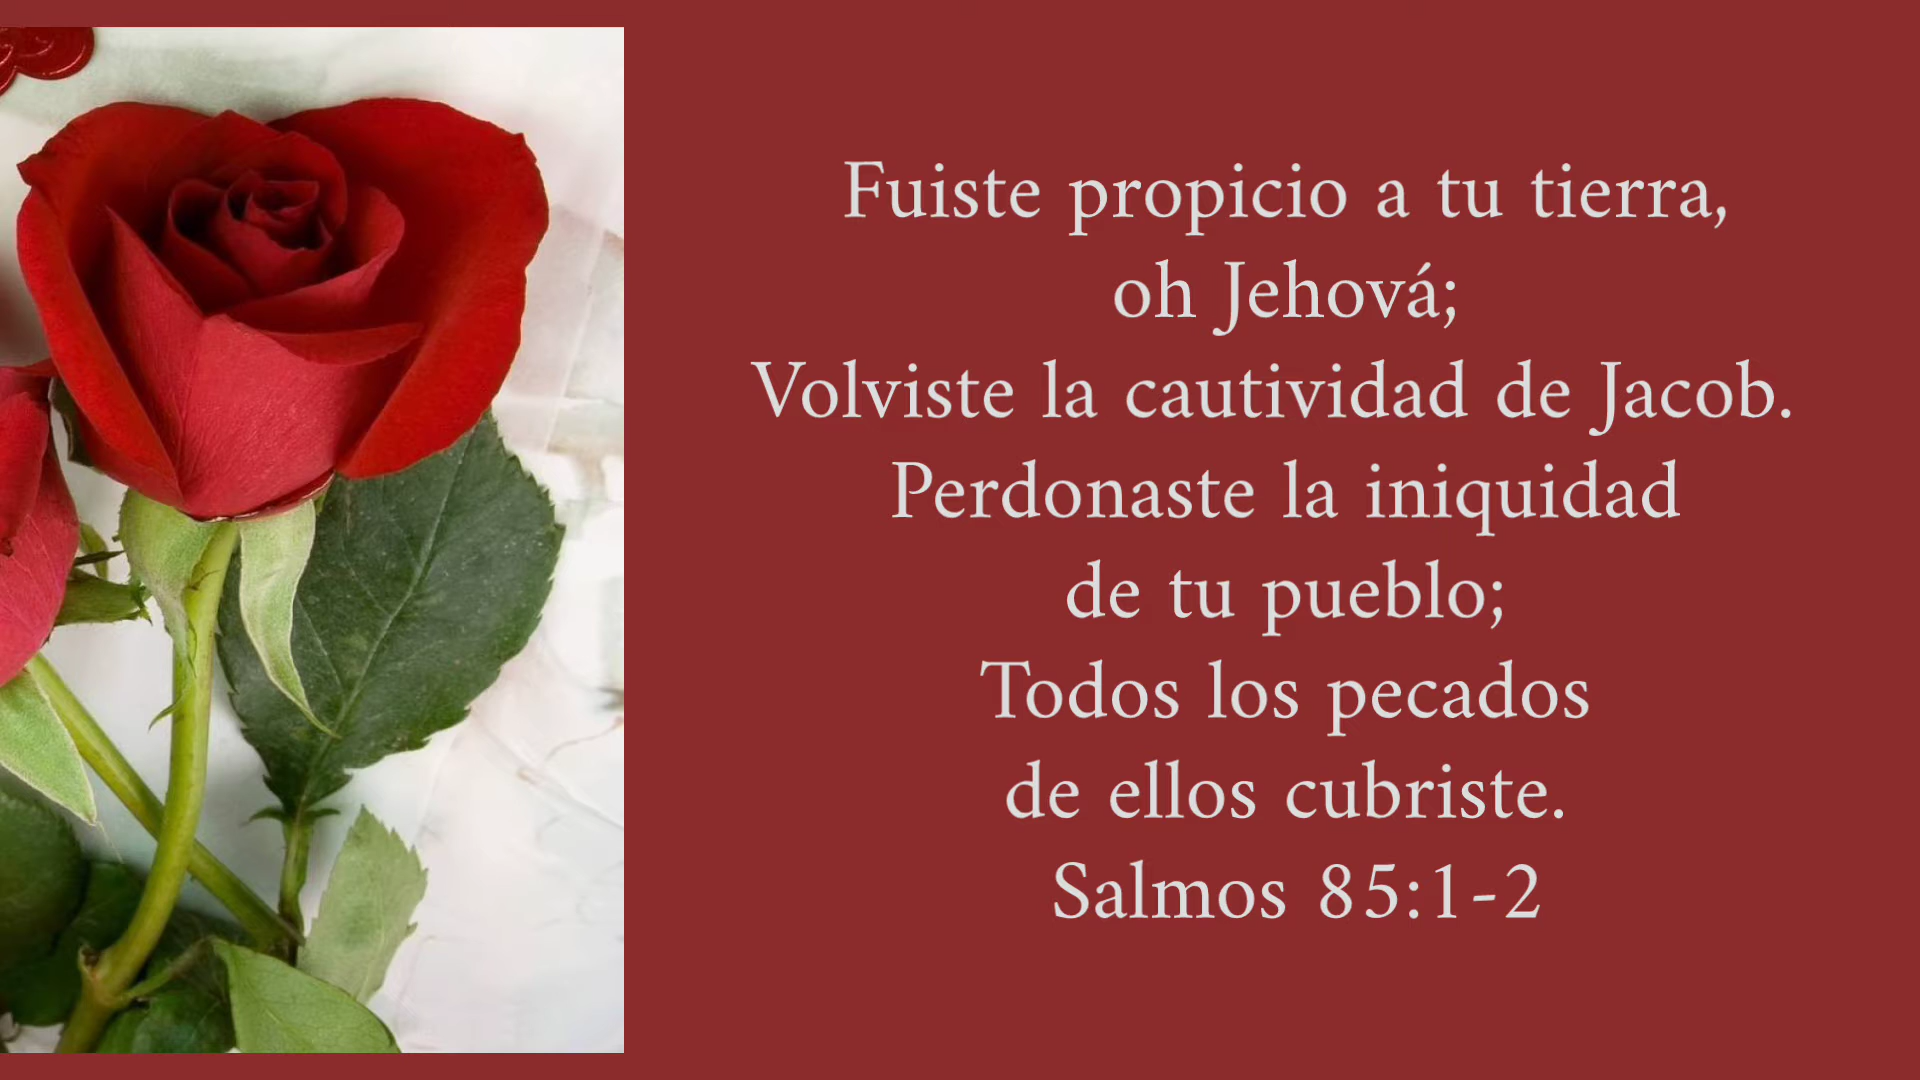 Fuiste propicio a tu tierra,
oh Jehová;
Volviste la cautividad de Jacob.
Perdonaste la iniquidad
de tu pueblo;
Todos los pecados
de ellos cubriste.
Salmos 85:1-2